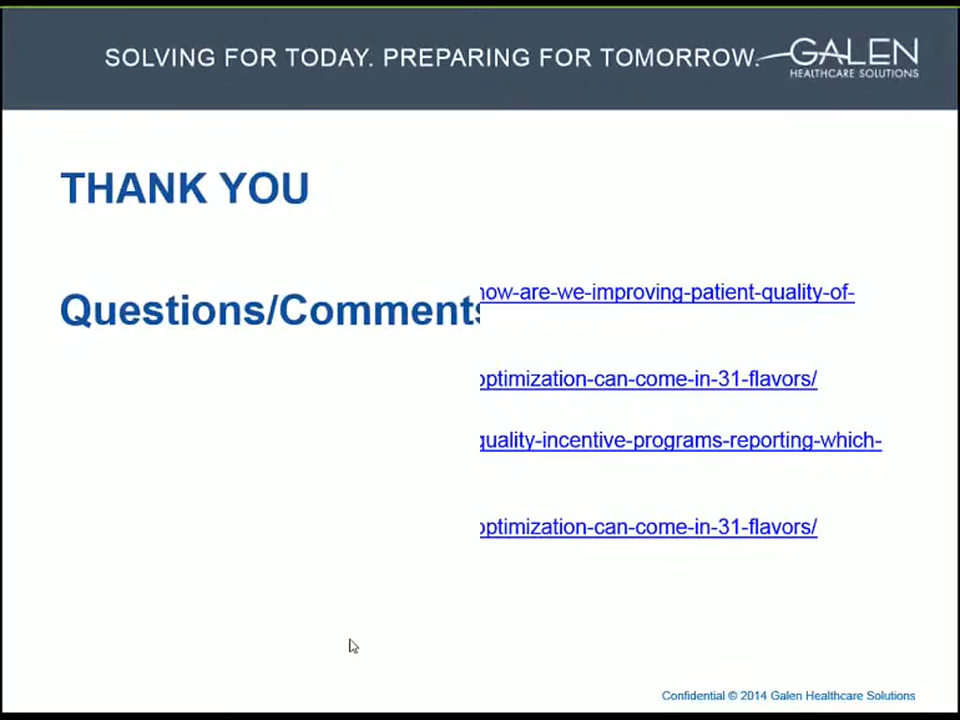 SOLVING FOR TODAY. PREPARING FOR TOMORROW.
GALEN
HEALTHCARE SOLUTIONS
THANK YOU
now-are-we-improving-patient-quality-of-
Questions/Comments
optimization-can-come-in-31-flavors/
quality-incentive-programs-reporting-which-
optimization-can-come-in-31-flavors/
Confidential © 2014 Galen Healthcare Solutions